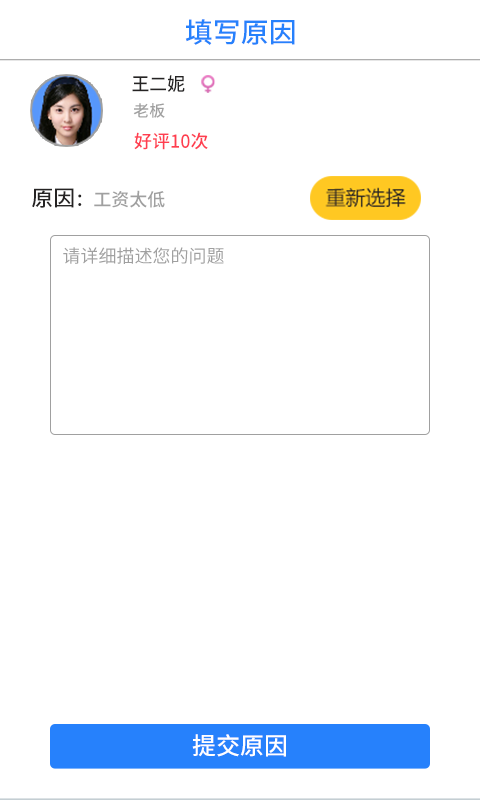 填写原因
王二妮
老板
好评10次
原因：工资太低 重新选择
请详细描述您的问题
提交原因